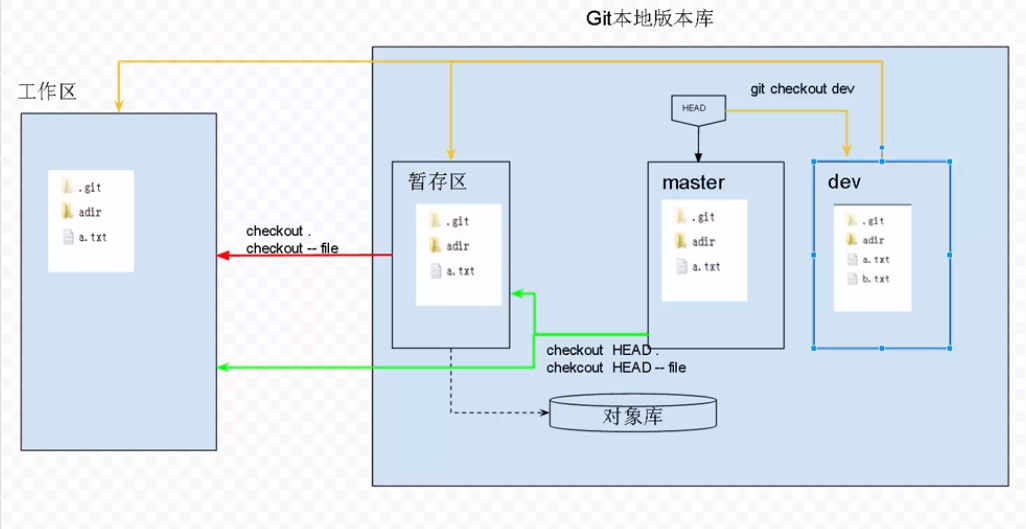 Git本地版本库
工作区
git checkout dev
HEAD
暂存区
master
dev
.git
adir
a.txt
.git
adir
a.txt
.git
adir
a.txt
.git
adir
a.txt
b.txt
checkout .
checkout -- file
checkout HEAD .
chekcout HEAD -- file
对象库